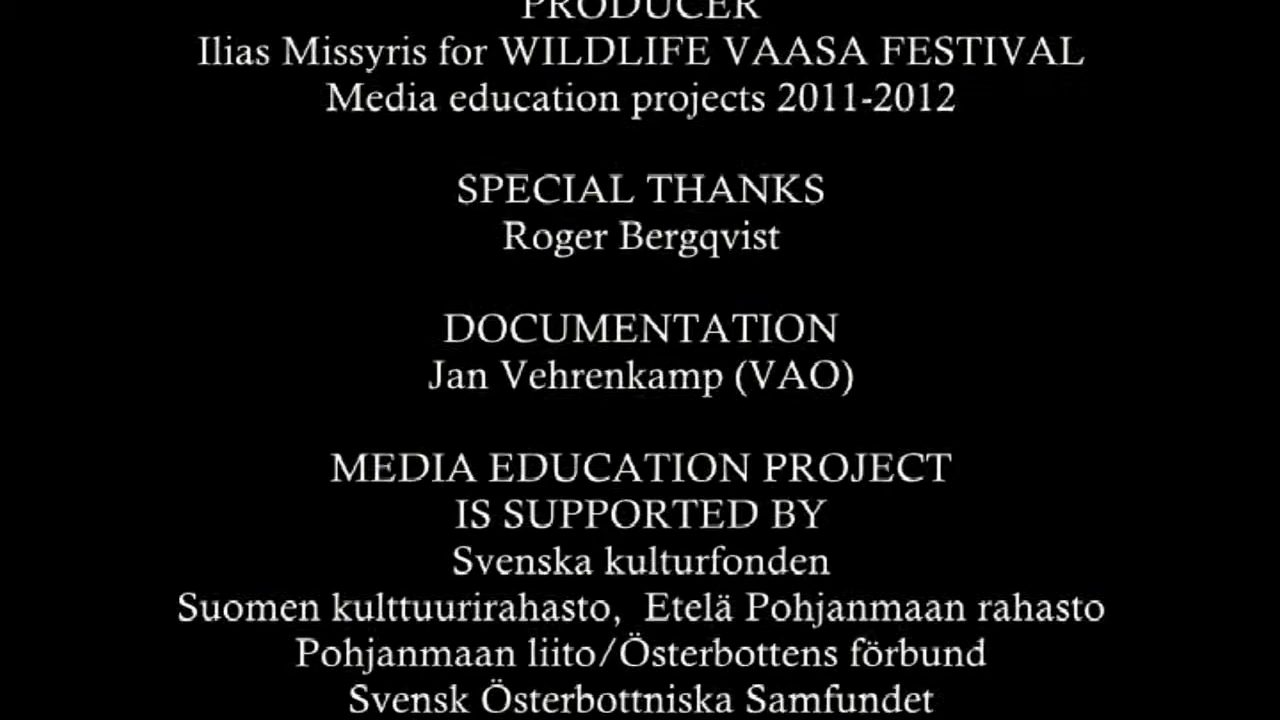 PRODUCER
Ilias Missyris for WILDLIFE VAASA FESTIVAL
Media education projects 2011-2012
SPECIAL THANKS
Roger Bergqvist
DOCUMENTATION
Jan Vehrenkamp (VAO)
MEDIA EDUCATION PROJECT
IS SUPPORTED BY
Svenska kulturfonden
Suomen kulttuurirahasto, Etelä Pohjanmaan rahasto
Pohjanmaan liito/Österbottens förbund
Svensk Österbottniska Samfundet